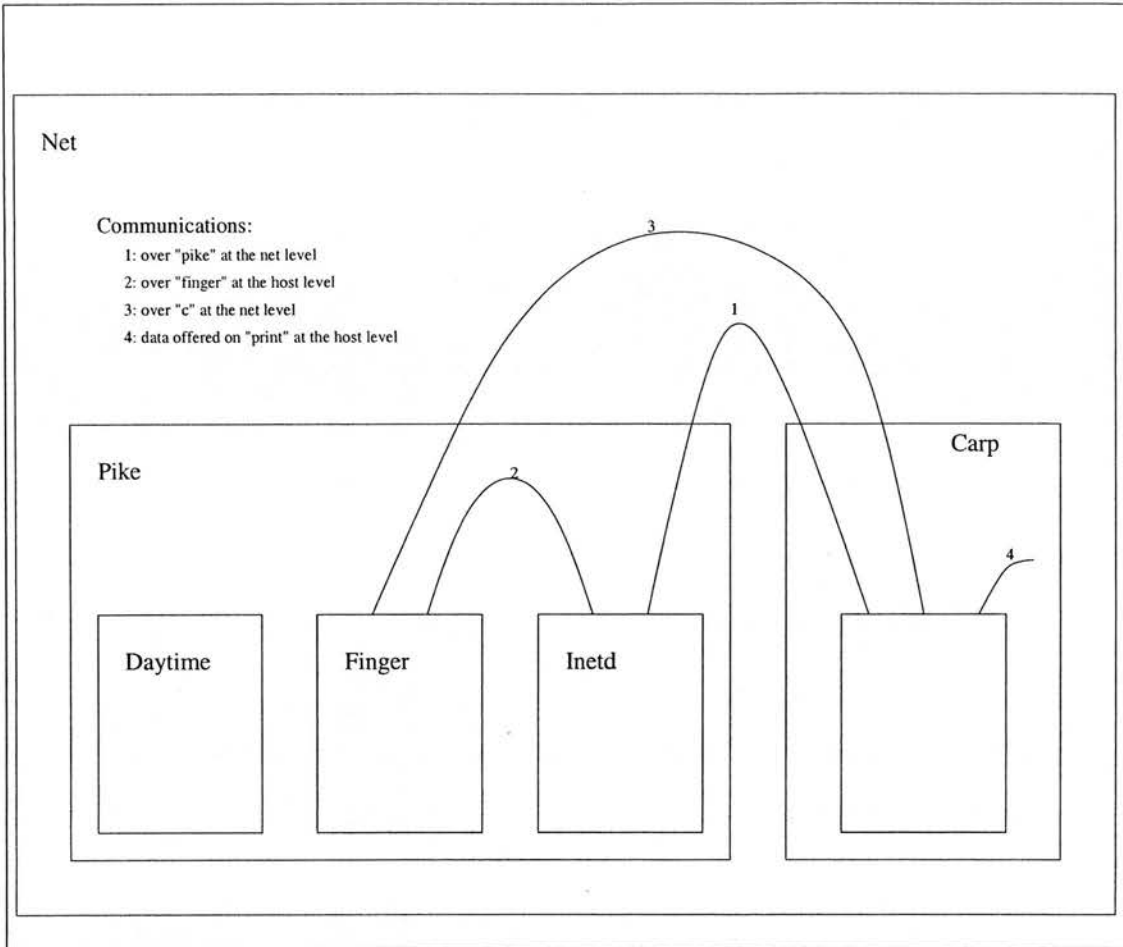 Net
Communications:
1: over "pike" at the net level
2: over "finger" at the host level
3: over "c" at the net level
4: data offered on "print" at the host level
3
1
Pike
2
Carp
4
Daytime
Finger
Inetd